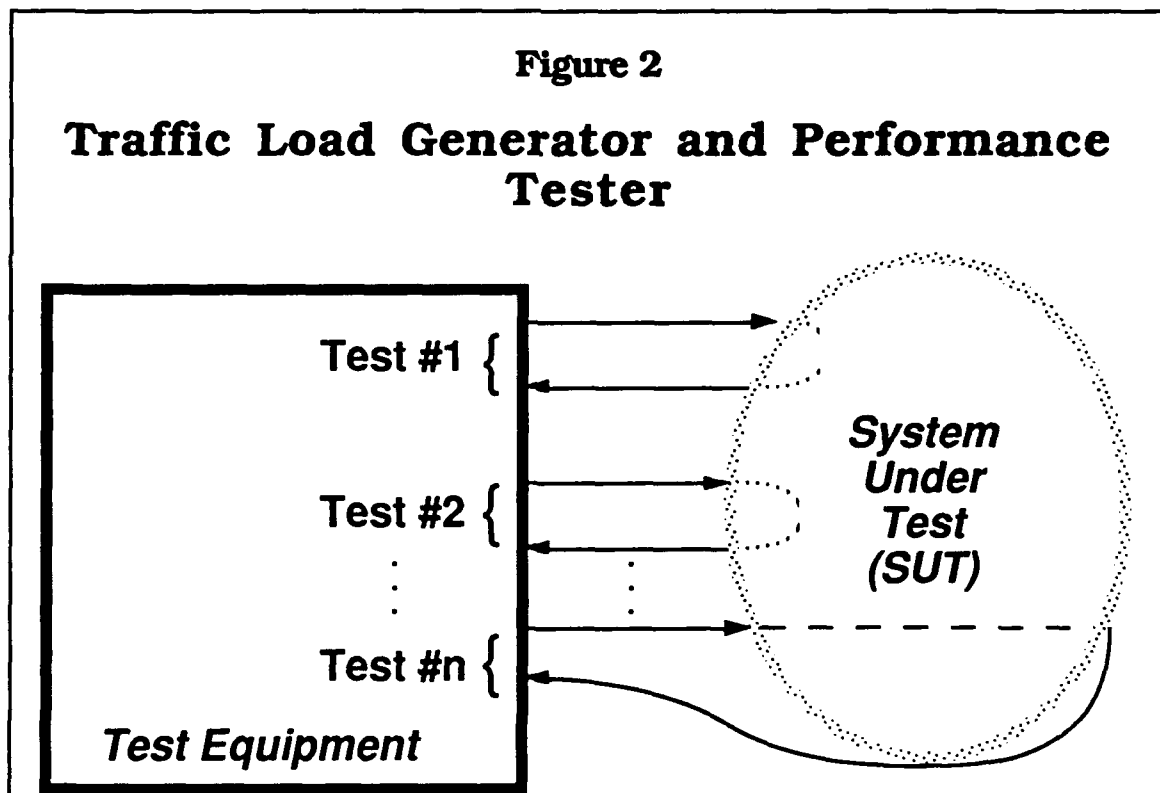 Figure 2
Traffic Load Generator and Performance
Tester
Test #1 {
Test #2 {
Test #n {
Test Equipment
System
Under
Test
(SUT)